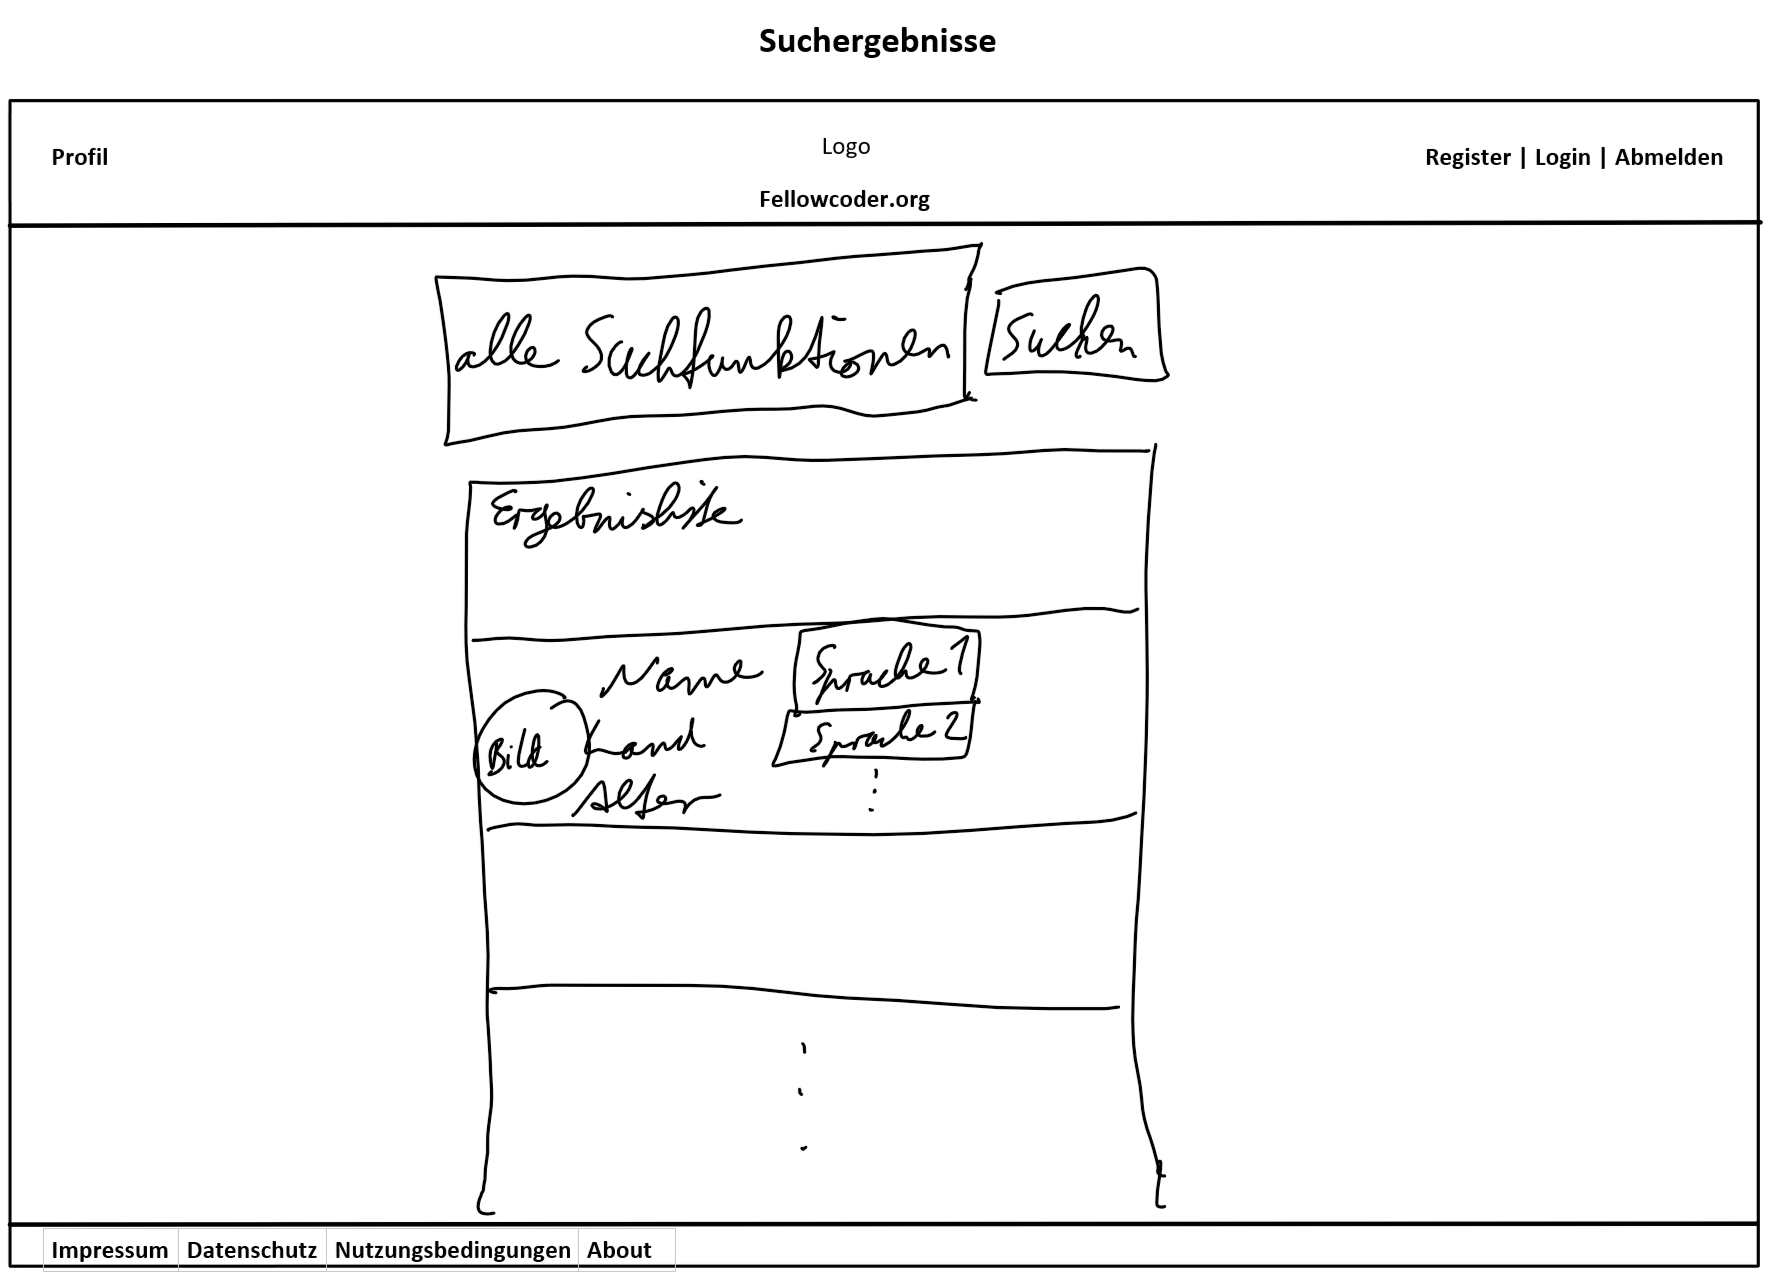 Suchergebnisse
Profil
Logo
Register | Login | Abmelden
Fellowcoder.org
alle Suchfunktionen
Suchen
Ergebnisliste
Name
Sprache 1
Bild
Land
Sprache 2
Alter
Impressum Datenschutz Nutzungsbedingungen About